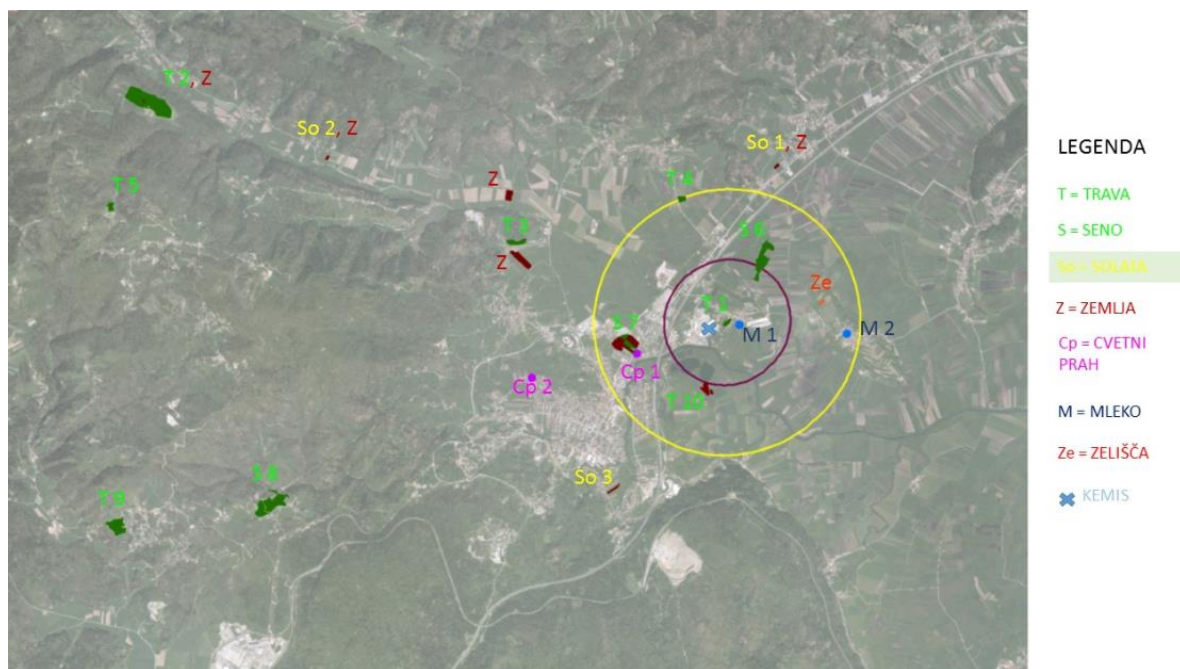 T 2, Z
So 2, Z
So 1, Z
T 5
Z
T 4
T 3
S 6
Z
Ze
T 1
M 1
M 2
S 7
Cp 1
Cp 2
T 10
So 3
S 8
T 9
LEGENDA
T = TRAVA
S = SENO
So = SOLATA
Z = ZEMLJA
Cp = CVETNI
PRAH
M = MLEKO
Ze = ZELIŠČA
KEMIS